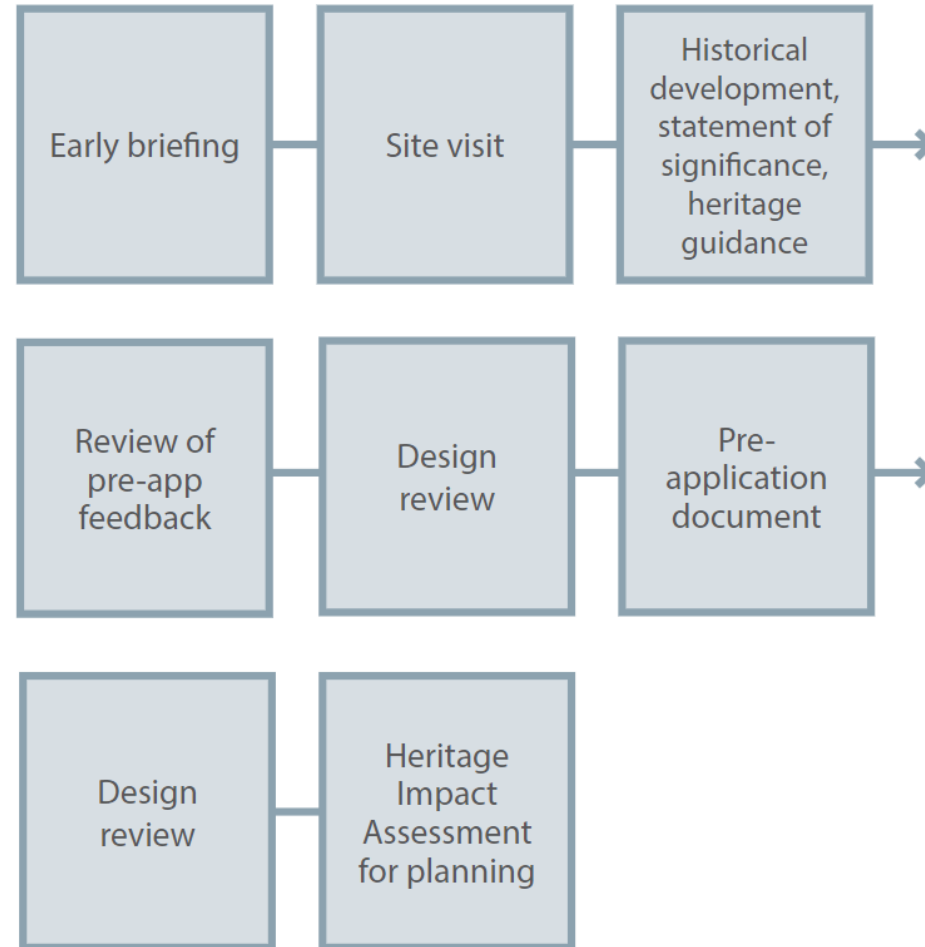 Early briefing
Site visit
Historical
development,
statement of
significance,
heritage
guidance
Review of
pre-app
feedback
Design
review
Pre-
application
document
Design
review
Heritage
Impact
Assessment
for planning